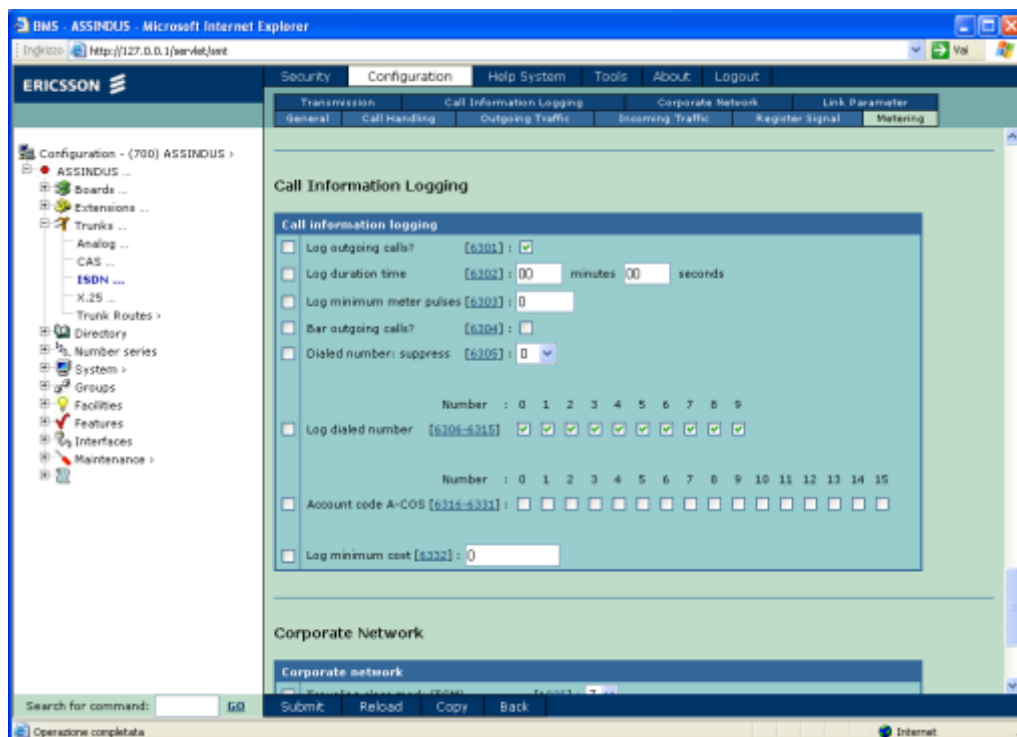 BMS - ASSINDUS - Microsoft Internet Explorer
Indirizzo http://127.0.0.1/servlet/smt Vai
ERICSSON
Security Configuration Help System Tools About Logout
Transmission Call Information Logging Corporate Network Link Parameter
General Call Handling Outgoing Traffic Incoming Traffic Register Signal Metering
Configuration - (700) ASSINDUS ›
ASSINDUS ...
Boards ...
Extensions ...
Trunks ...
Analog ...
CAS ...
ISDN ...
X.25 ...
Trunk Routes ›
Directory
Number series
System ›
Groups
Facilities
Features
Interfaces
Maintenance ›
Call Information Logging
Call information logging
Log outgoing calls? [6301] :
Log duration time [6302] : 00 minutes 00 seconds
Log minimum meter pulses [6303] : 0
Bar outgoing calls? [6304] :
Dialed number: suppress [6305] : 0
Number : 0 1 2 3 4 5 6 7 8 9
Log dialed number [6306-6315]
Number : 0 1 2 3 4 5 6 7 8 9 10 11 12 13 14 15
Account code A-COS [6316-6331] :
Log minimum cost [6332] : 0
Corporate Network
Corporate network
Search for command: GO
Submit Reload Copy Back
Operazione completata Internet